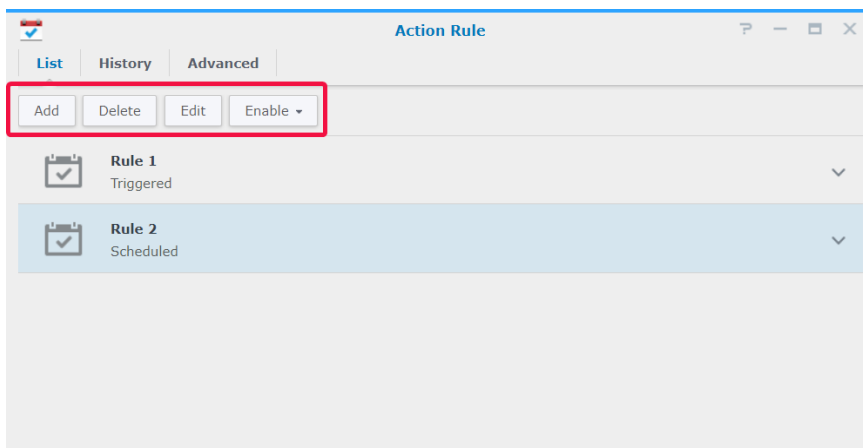 Action Rule
List History Advanced
Add Delete Edit Enable
Rule 1
Triggered
Rule 2
Scheduled